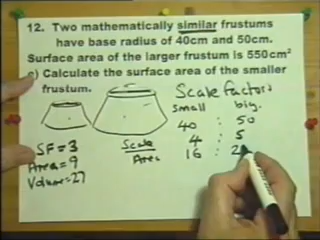 12. Two mathematically similar frustums
have base radius of 40cm and 50cm.
Surface area of the larger frustum is 550cm²
Calculate the surface area of the smaller
frustum.
Scale factors
small big.
40 : 50
4 : 5
16 : 2
SF = 3
Area = 9
Volume = 27
Scale
Area